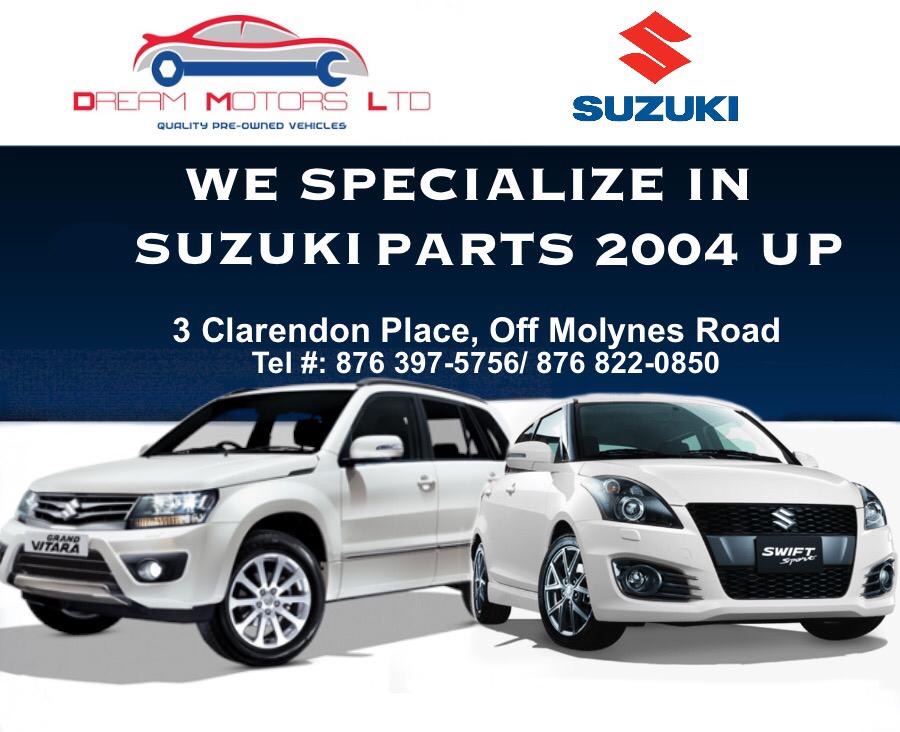 DREAM MOTORS LTD
QUALITY PRE-OWNED VEHICLES
SUZUKI
WE SPECIALIZE IN
SUZUKI PARTS 2004 UP
3 Clarendon Place, Off Molynes Road
Tel #: 876 397-5756/ 876 822-0850
GRAND
VITARA
SWIFT
Sport